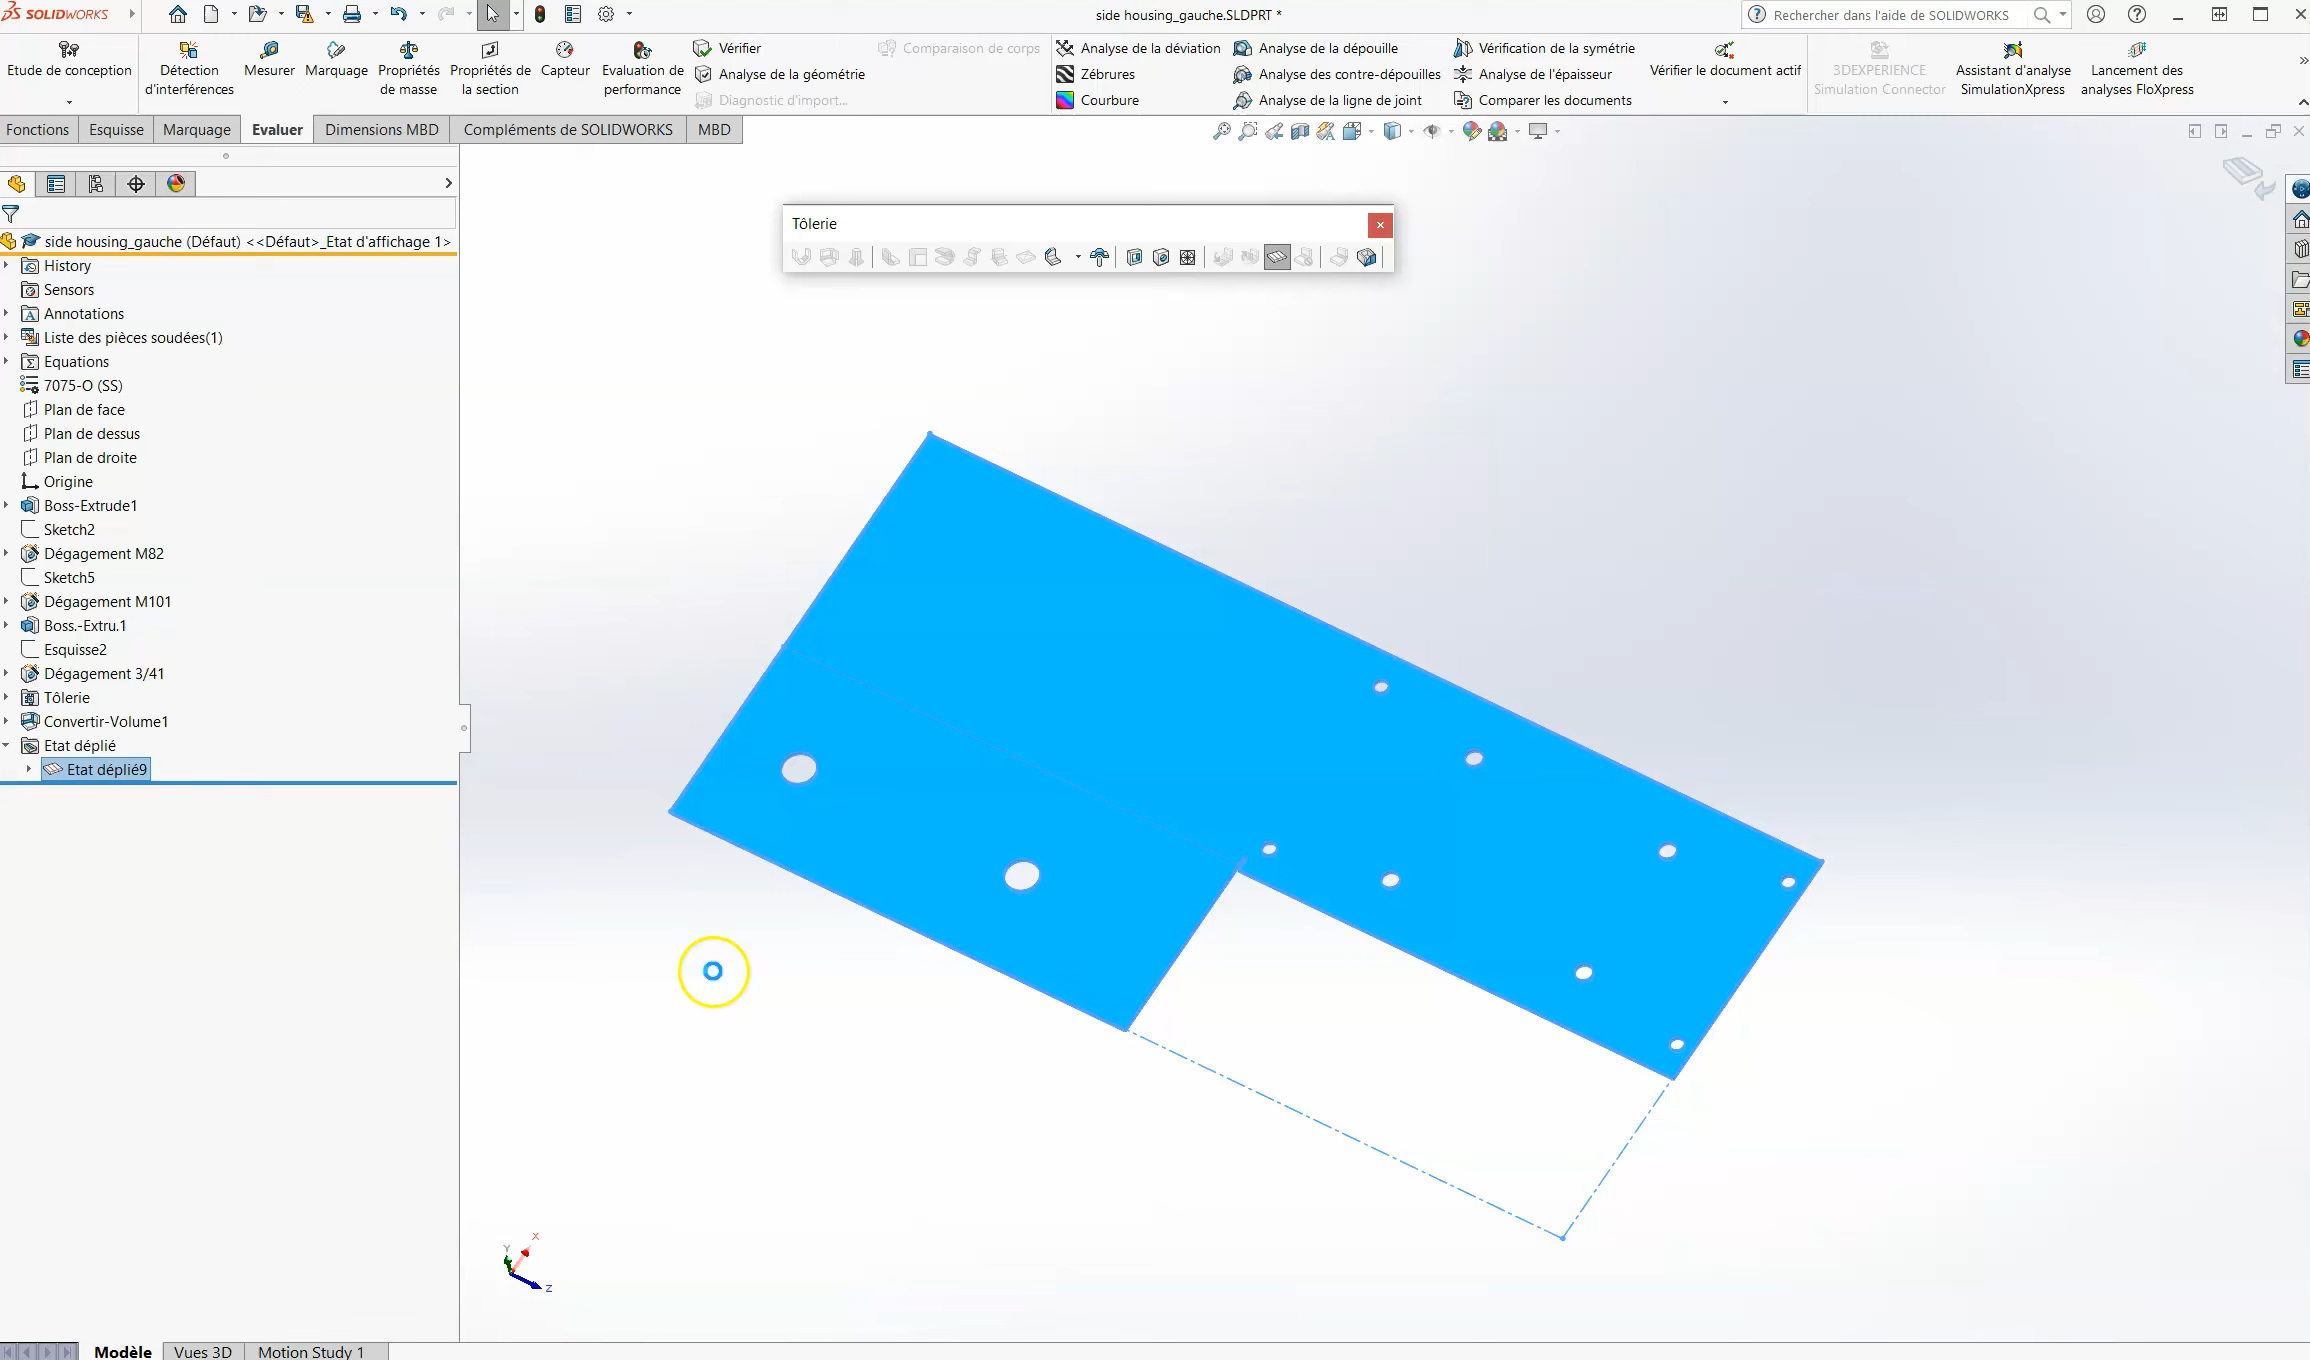 SOLIDWORKS
side housing_gauche.SLDPRT *
Rechercher dans l'aide de SOLIDWORKS
Etude de conception
Détection d'interférences
Mesurer
Marquage
Propriétés de masse
Propriétés de la section
Capteur
Evaluation de performance
Vérifier
Analyse de la géométrie
Diagnostic d'import...
Comparaison de corps
Analyse de la déviation
Zébrures
Courbure
Analyse de la dépouille
Analyse des contre-dépouilles
Analyse de la ligne de joint
Vérification de la symétrie
Analyse de l'épaisseur
Comparer les documents
Vérifier le document actif
3DEXPERIENCE Simulation Connector
Assistant d'analyse SimulationXpress
Lancement des analyses FloXpress
Fonctions
Esquisse
Marquage
Evaluer
Dimensions MBD
Compléments de SOLIDWORKS
MBD
Tôlerie
side housing_gauche (Défaut) <<Défaut>_Etat d'affichage 1>
History
Sensors
Annotations
Liste des pièces soudées(1)
Equations
7075-O (SS)
Plan de face
Plan de dessus
Plan de droite
Origine
Boss-Extrude1
Sketch2
Dégagement M82
Sketch5
Dégagement M101
Boss.-Extru.1
Esquisse2
Dégagement 3/41
Tôlerie
Convertir-Volume1
Etat déplié
Etat déplié9
X
Y
Z
Modèle
Vues 3D
Motion Study 1